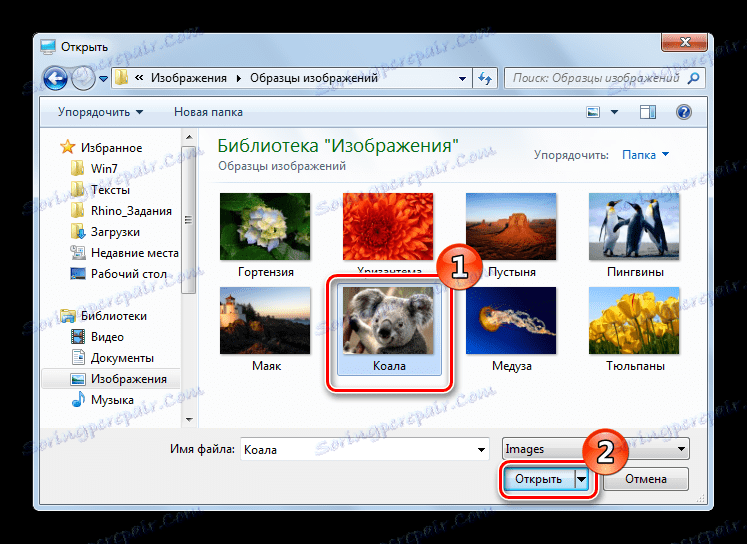 Открыть
« Изображения ▸ Образцы изображений
Поиск: Образцы изображений
Упорядочить
Новая папка
Избранное
Win7
Тексты
Rhino_Задания
Загрузки
Недавние места
Рабочий стол
Библиотеки
Видео
Документы
Изображения
Музыка
Библиотека "Изображения"
Образцы изображений
Упорядочить: Папка
Гортензия
Хризантема
Пустыня
Пингвины
1
Маяк
Коала
Медуза
Тюльпаны
Имя файла: Коала
Images
2
Открыть
Отмена
Soringpcrepair.com